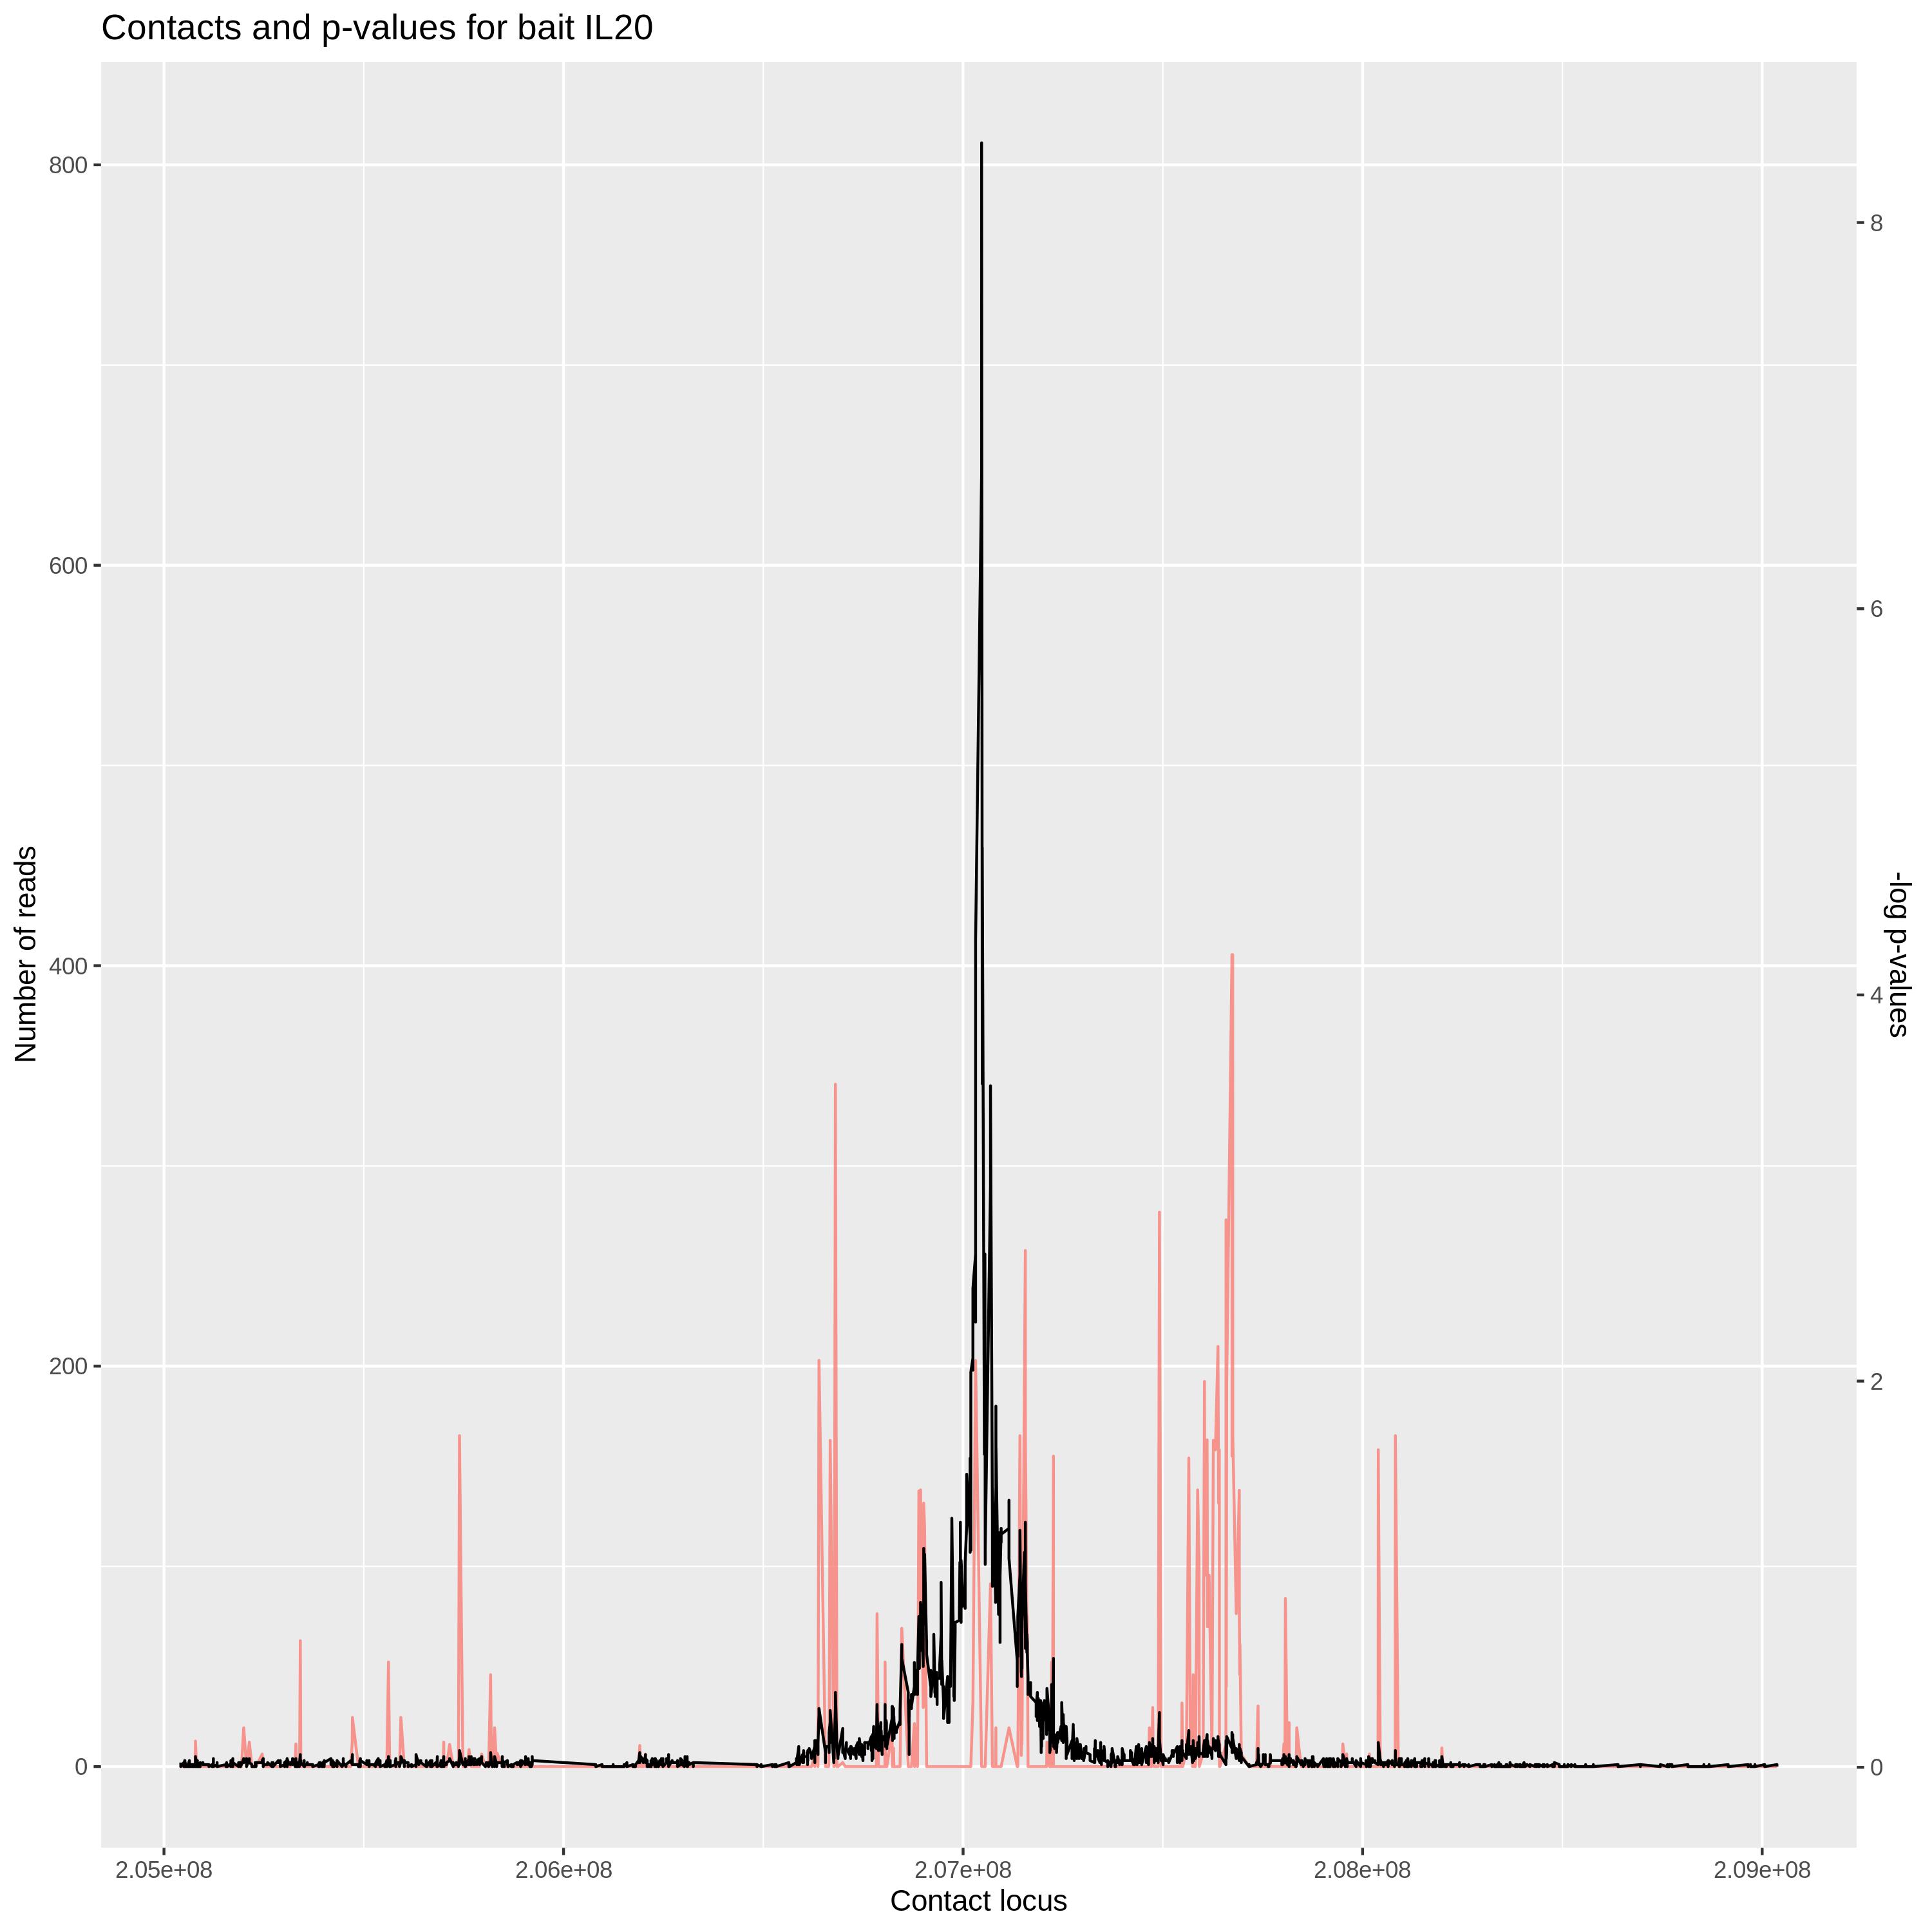 Contacts and p-values for bait IL20
800
600
400
200
0
8
6
4
2
0
Number of reads
-log p-values
2.05e+08 2.06e+08 2.07e+08 2.08e+08 2.09e+08
Contact locus